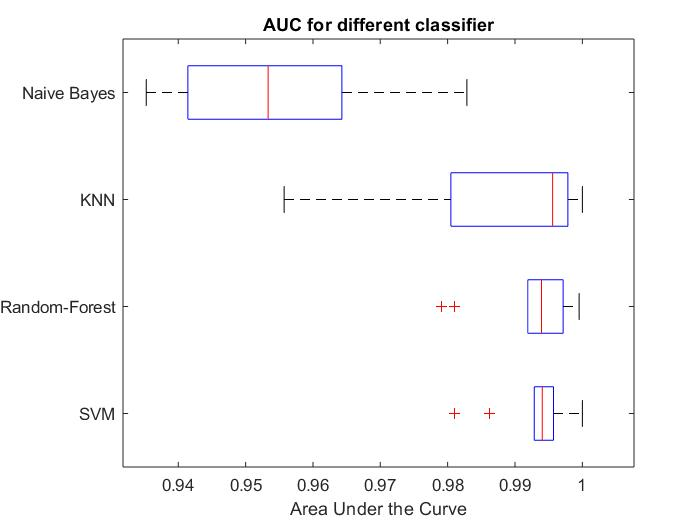 AUC for different classifier
Naive Bayes
KNN
Random-Forest
SVM
0.94 0.95 0.96 0.97 0.98 0.99 1
Area Under the Curve